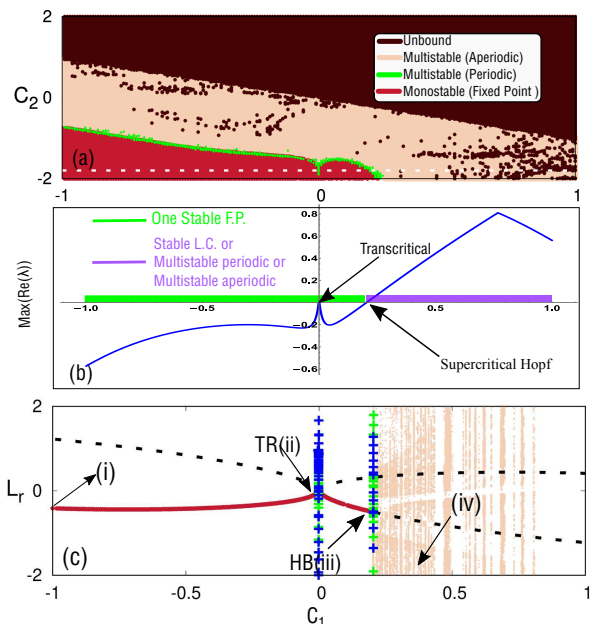 2
Unbound
Multistable (Aperiodic)
Multistable (Periodic)
Monostable (Fixed Point )
C2 0
(a)
-2
-1 0 1
0.8
One Stable F.P.
0.6
Stable L.C. or
Multistable periodic or
Multistable aperiodic
Transcritical
0.4
0.2
Max(Re(λ))
-1.0 -0.5 0.5 1.0
-0.2
-0.4
Supercritical Hopf
-0.6
(b)
2
TR(ii)
(i)
Lr 0
(iv)
HB(iii)
(c)
-2
-1 -0.5 0 0.5 1
C1